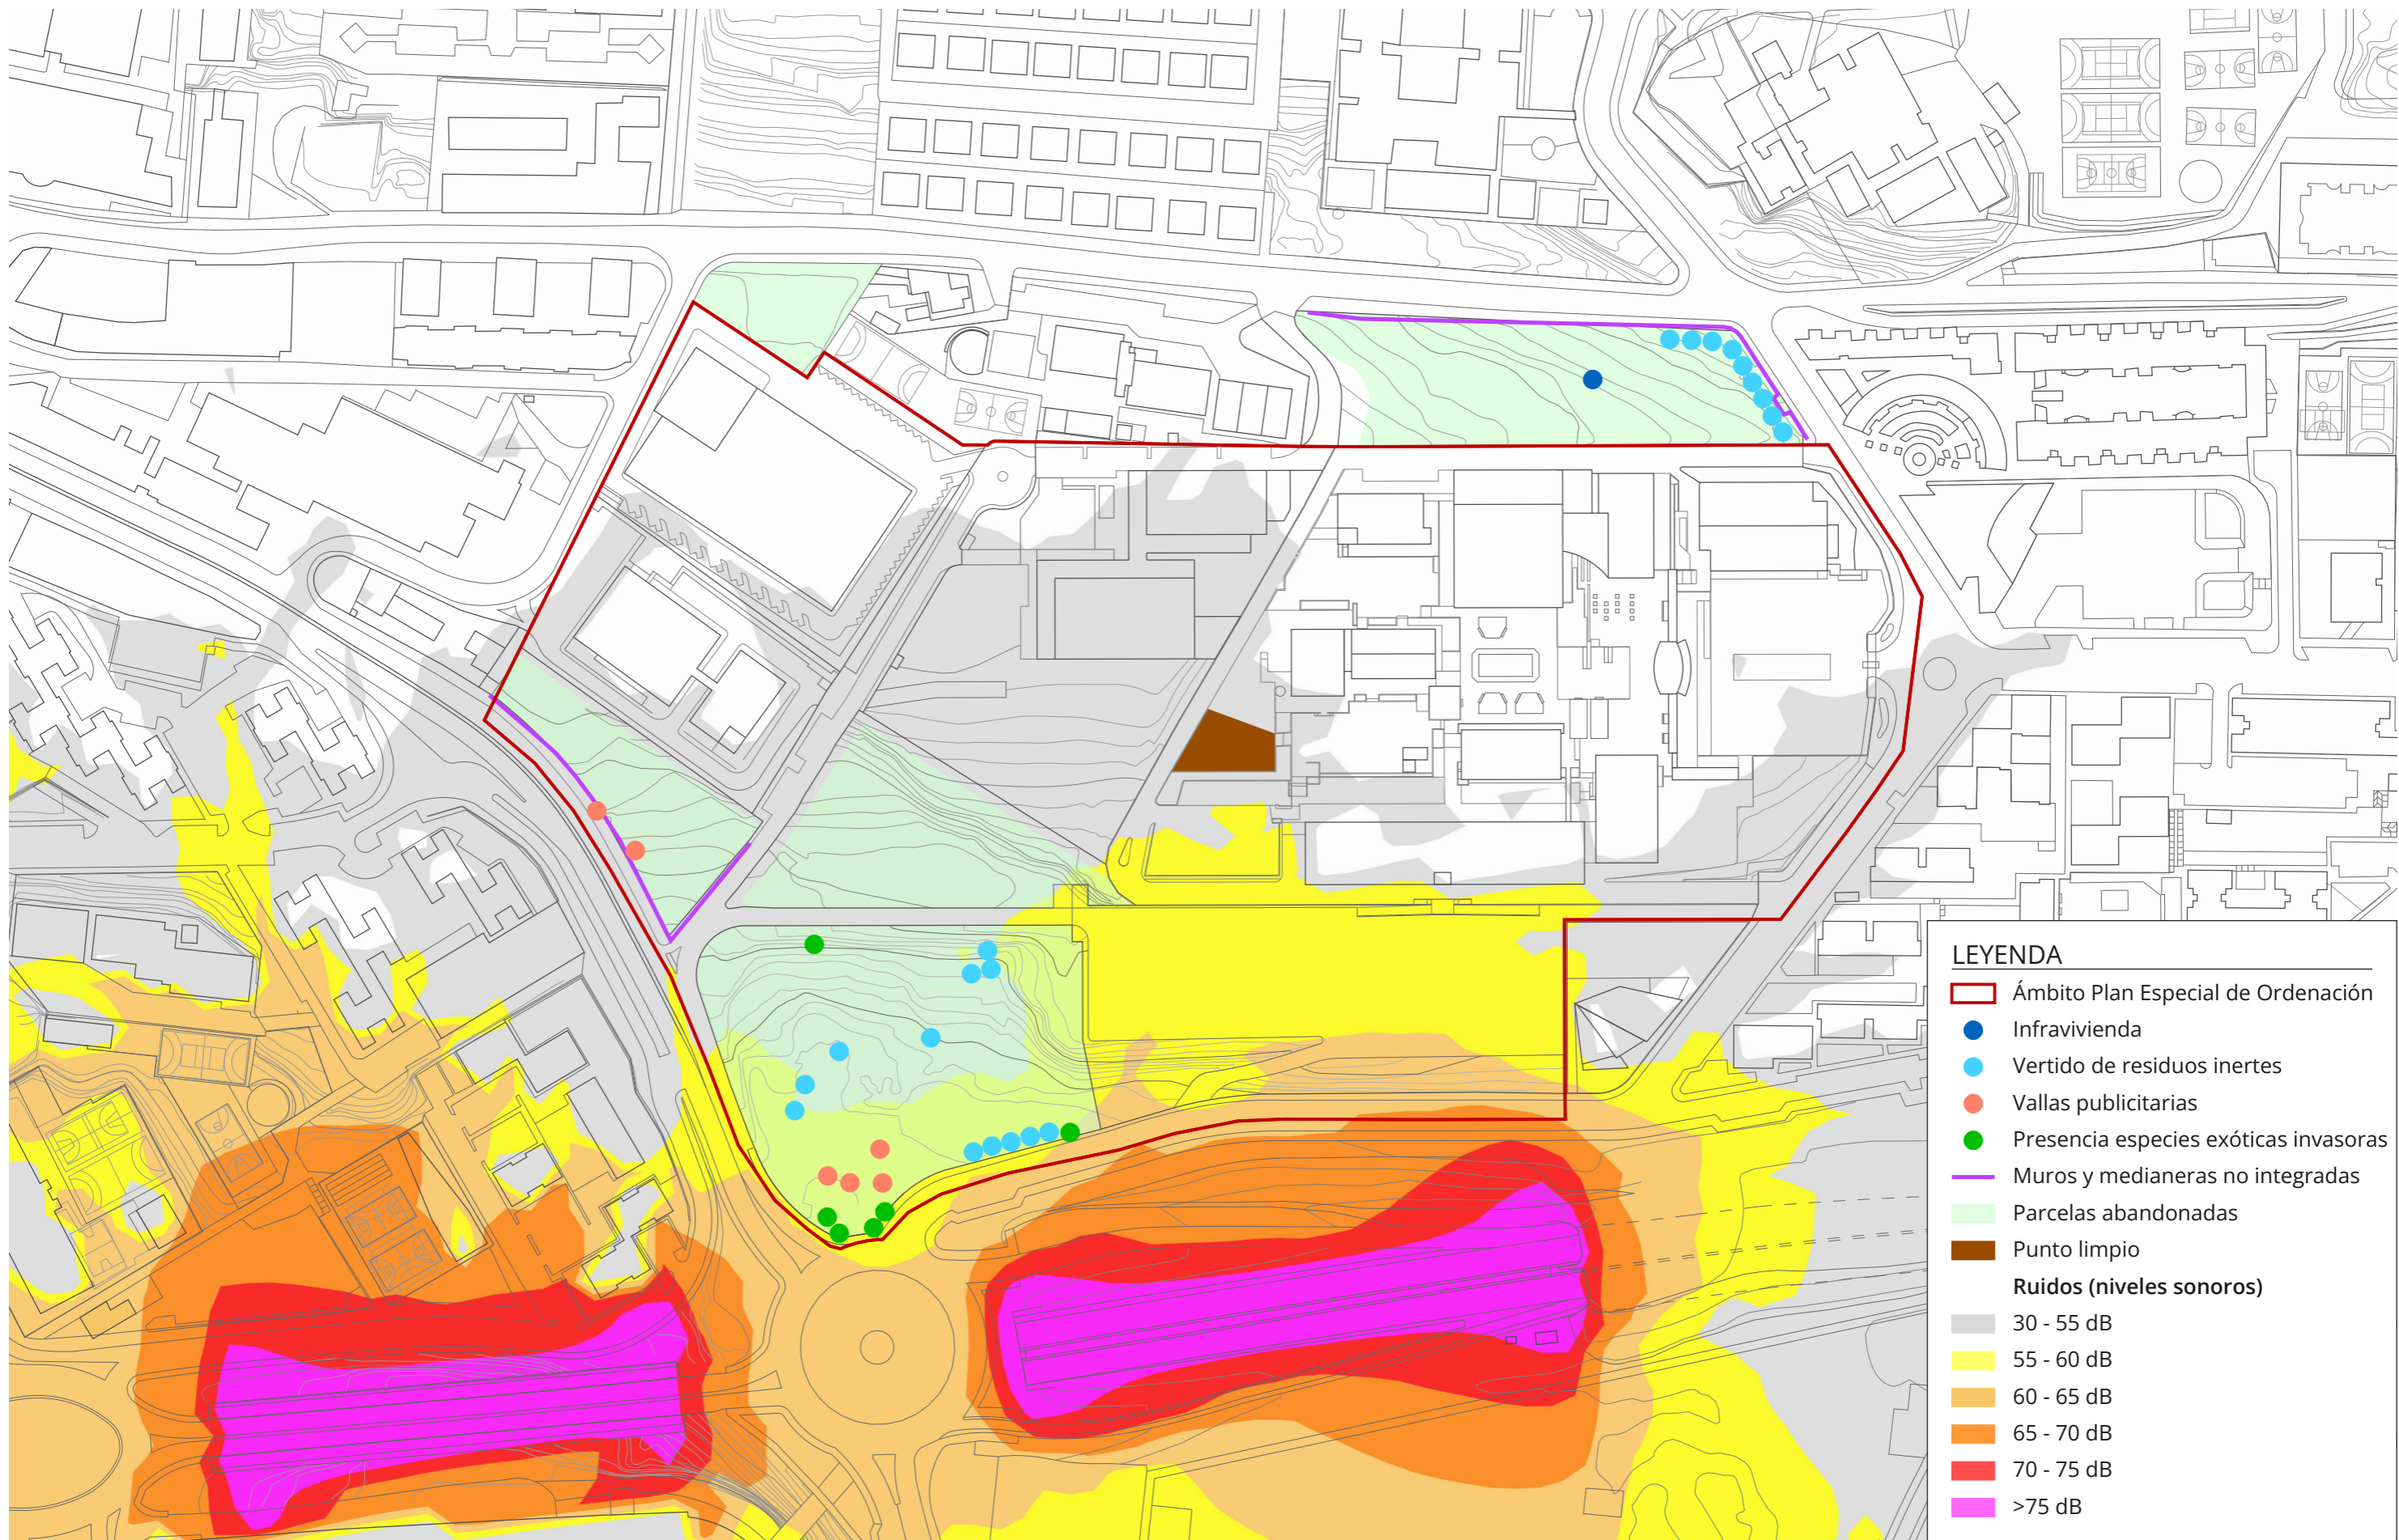 LEYENDA
Ámbito Plan Especial de Ordenación
Infravivienda
Vertido de residuos inertes
Vallas publicitarias
Presencia especies exóticas invasoras
Muros y medianeras no integradas
Parcelas abandonadas
Punto limpio
Ruidos (niveles sonoros)
30 - 55 dB
55 - 60 dB
60 - 65 dB
65 - 70 dB
70 - 75 dB
>75 dB